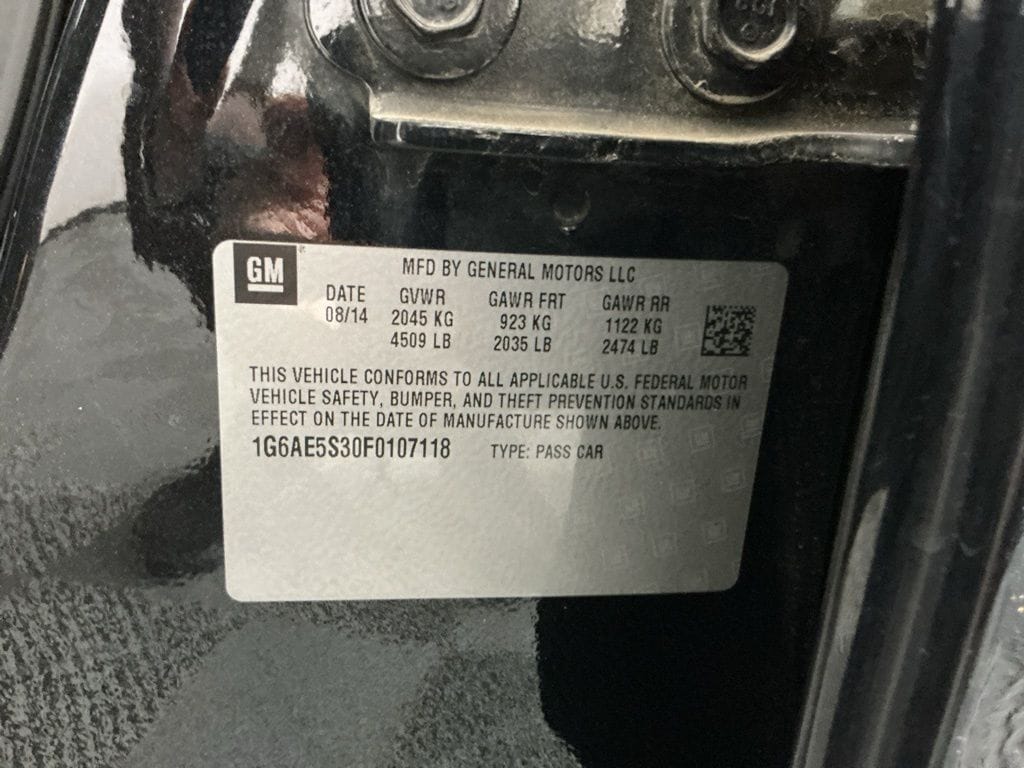 GM
MFD BY GENERAL MOTORS LLC
DATE GVWR GAWR FRT GAWR RR
08/14 2045 KG 923 KG 1122 KG
4509 LB 2035 LB 2474 LB
THIS VEHICLE CONFORMS TO ALL APPLICABLE U.S. FEDERAL MOTOR
VEHICLE SAFETY, BUMPER, AND THEFT PREVENTION STANDARDS IN
EFFECT ON THE DATE OF MANUFACTURE SHOWN ABOVE.
1G6AE5S30F0107118 TYPE: PASS CAR